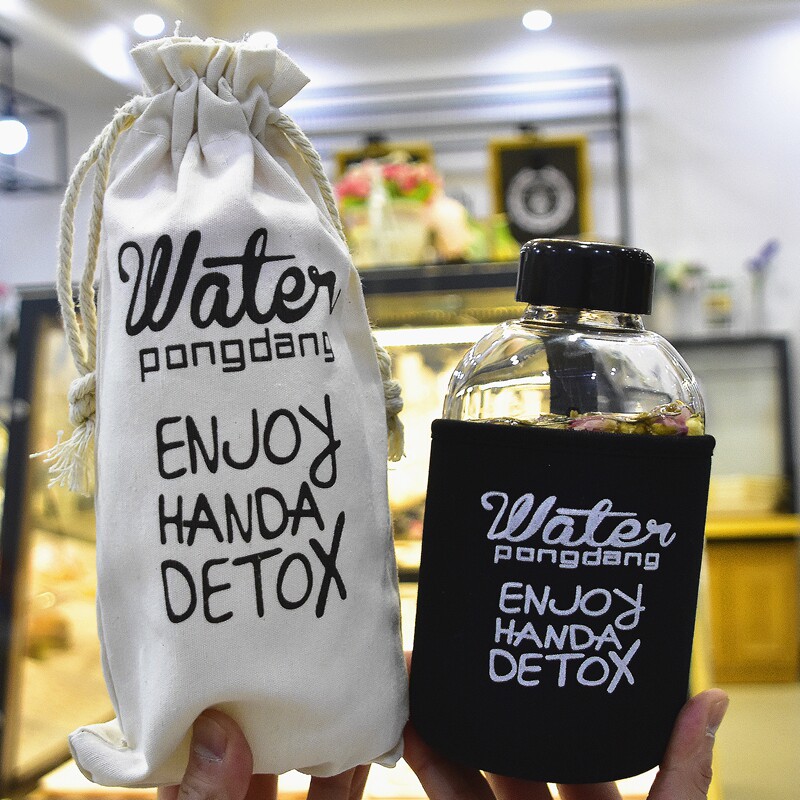 Water
pongdang
ENJOY
HANDA
DETOX
Water
pongdang
ENJOY
HANDA
DETOX